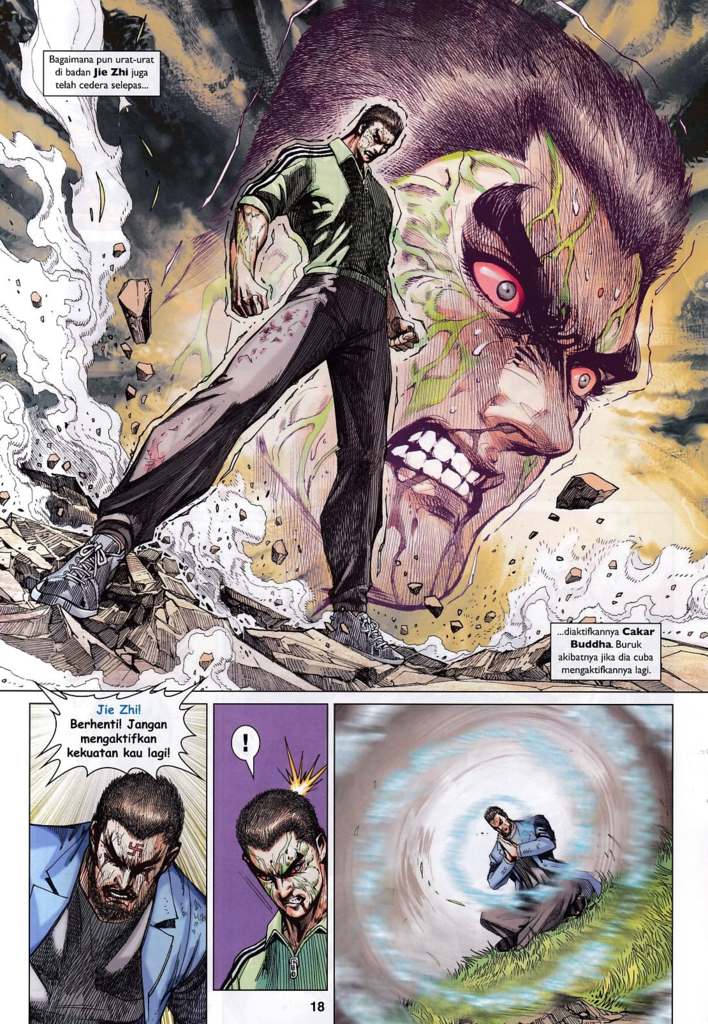 Bagaimana pun urat-urat
di badan Jie Zhi juga
telah cedera selepas...
...diaktifkannya Cakar
Buddha. Buruk
akibatnya jika dia cuba
mengaktifkannya lagi.
Jie Zhi!
Berhenti! Jangan
mengaktifkan
kekuatan kau lagi!
!
18